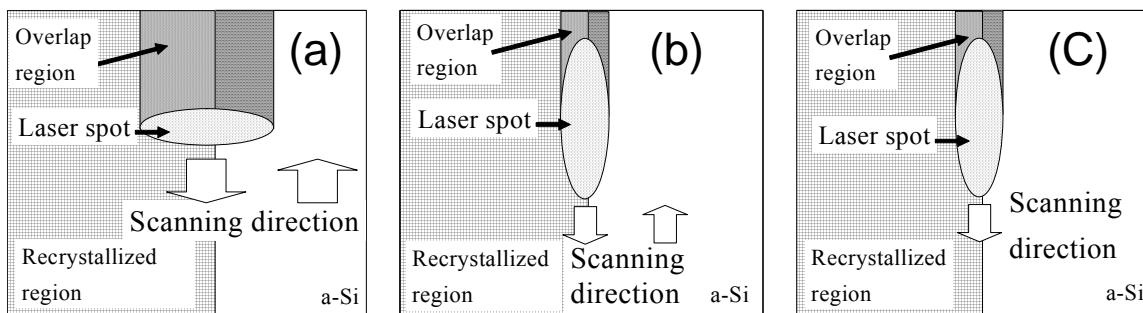 Overlap
region
(a)
Laser spot
Scanning direction
Recrystallized
region
a-Si
Overlap
region
(b)
Laser spot
Recrystallized
region
Scanning
direction
a-Si
Overlap
region
(C)
Laser spot
Scanning
direction
Recrystallized
region
a-Si